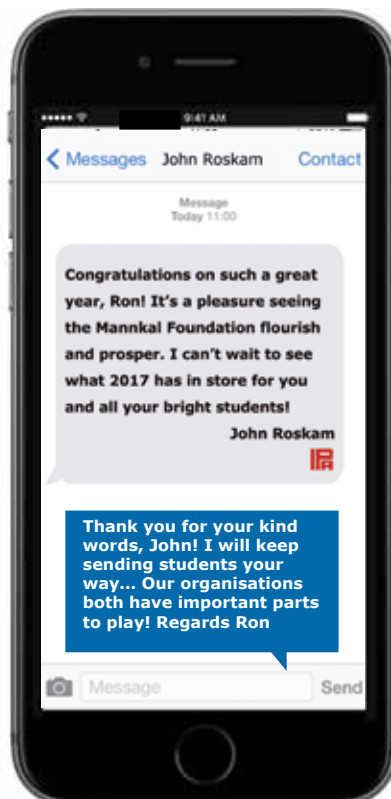 9:41 AM
Messages John Roskam Contact
Message
Today 11:00
Congratulations on such a great
year, Ron! It's a pleasure seeing
the Mannkal Foundation flourish
and prosper. I can't wait to see
what 2017 has in store for you
and all your bright students!
John Roskam
IPA
Thank you for your kind
words, John! I will keep
sending students your
way... Our organisations
both have important parts
to play! Regards Ron
Message Send